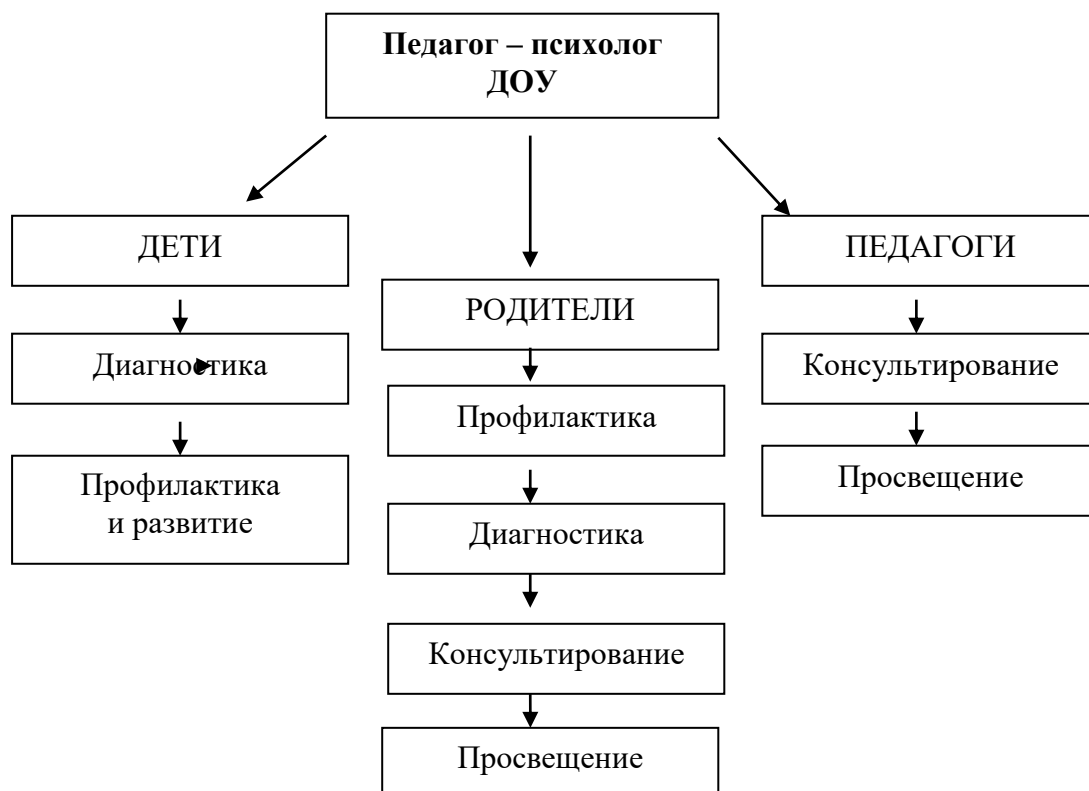 Педагог – психолог
ДОУ
ДЕТИ
Диагностика
Профилактика
и развитие
РОДИТЕЛИ
Профилактика
Диагностика
Консультирование
Просвещение
ПЕДАГОГИ
Консультирование
Просвещение